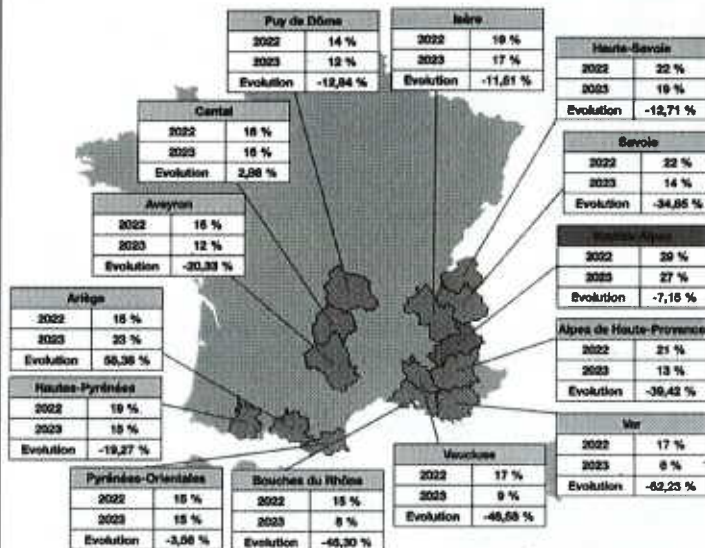 Puy de Dôme
2022 14 %
2023 12 %
Evolution -12,84 %
Isère
2022 19 %
2023 17 %
Evolution -11,61 %
Haute-Savoie
2022 22 %
2023 19 %
Evolution -12,71 %
Cantal
2022 16 %
2023 16 %
Evolution 2,98 %
Savoie
2022 22 %
2023 14 %
Evolution -34,85 %
Aveyron
2022 15 %
2023 12 %
Evolution -20,33 %
Hautes-Alpes
2022 29 %
2023 27 %
Evolution -7,15 %
Ariège
2022 15 %
2023 23 %
Evolution 55,36 %
Alpes de Haute-Provence
2022 21 %
2023 13 %
Evolution -39,42 %
Hautes-Pyrénées
2022 19 %
2023 15 %
Evolution -19,27 %
Var
2022 17 %
2023 6 %
Evolution -62,23 %
Vaucluse
2022 17 %
2023 9 %
Evolution -46,58 %
Pyrénées-Orientales
2022 15 %
2023 15 %
Evolution -3,56 %
Bouches du Rhône
2022 15 %
2023 8 %
Evolution -46,30 %